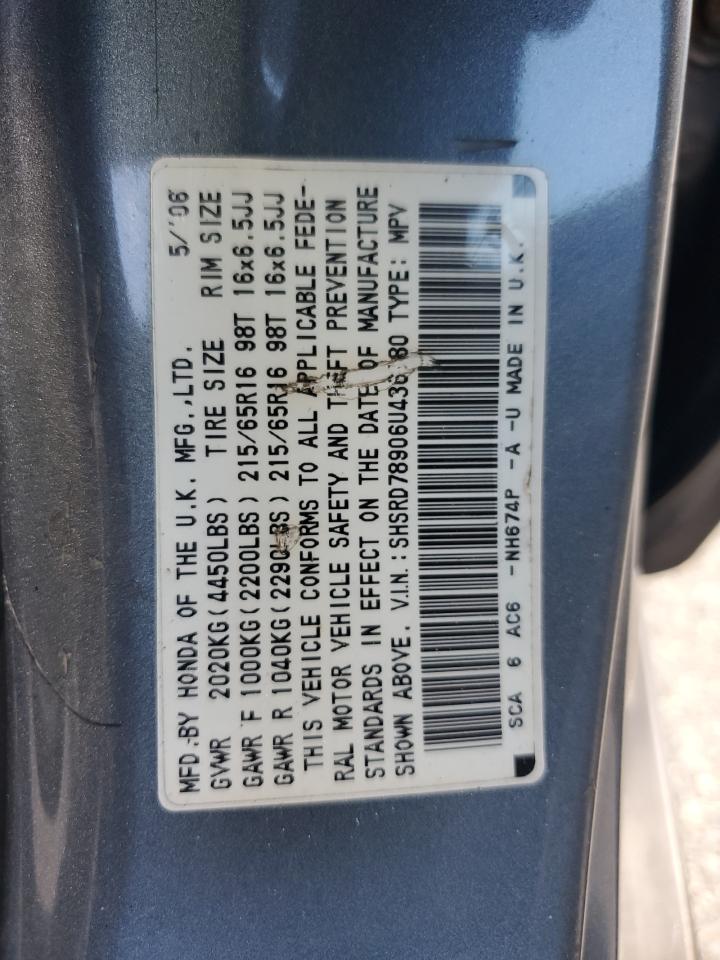 MFD.BY HONDA OF THE U.K. MFG.,LTD. 5/'06
GVWR 2020KG(4450LBS) TIRE SIZE RIM SIZE
GAWR F 1000KG(2200LBS) 215/65R16 98T 16x6.5JJ
GAWR R 1040KG(2290LBS) 215/65R16 98T 16x6.5JJ
THIS VEHICLE CONFORMS TO ALL APPLICABLE FEDE-
RAL MOTOR VEHICLE SAFETY AND THEFT PREVENTION
STANDARDS IN EFFECT ON THE DATE OF MANUFACTURE
SHOWN ABOVE. V.I.N.: TYPE: MPV
SCA 6 AC6 -NH674P -A -U MADE IN U.K.